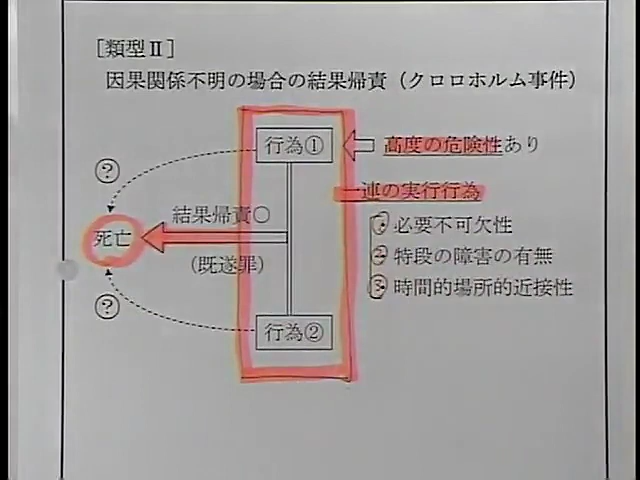 ［類型Ⅱ］
因果関係不明の場合の結果帰責（クロロホルム事件）
行為①
高度の危険性あり
？
一連の実行行為
結果帰責○
①必要不可欠性
死亡
②特段の障害の有無
（既遂罪）
③時間的場所的近接性
？
行為②